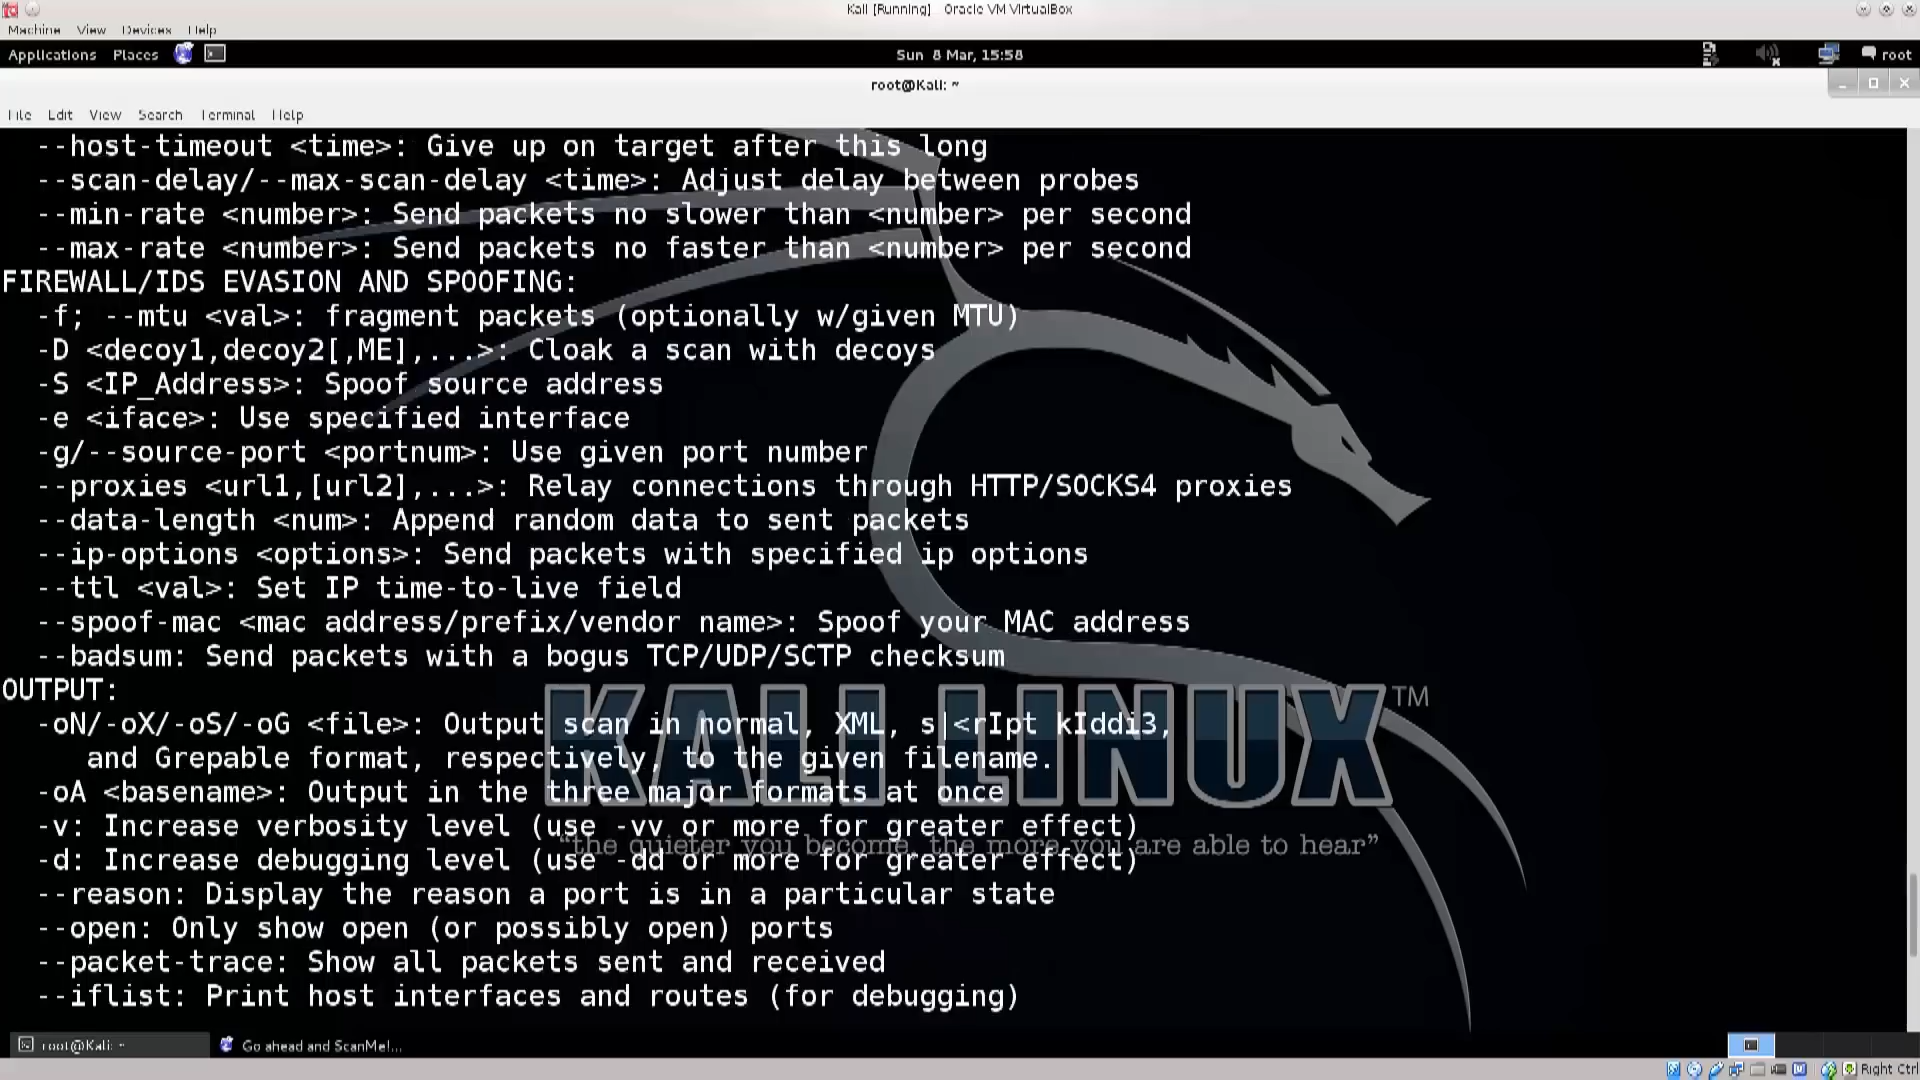 Kali [Running] - Oracle VM VirtualBox
Machine View Devices Help
Applications Places Sun 8 Mar, 15:58 root
root@Kali: ~
File Edit View Search Terminal Help
--host-timeout <time>: Give up on target after this long
--scan-delay/--max-scan-delay <time>: Adjust delay between probes
--min-rate <number>: Send packets no slower than <number> per second
--max-rate <number>: Send packets no faster than <number> per second
FIREWALL/IDS EVASION AND SPOOFING:
-f; --mtu <val>: fragment packets (optionally w/given MTU)
-D <decoy1,decoy2[,ME],...>: Cloak a scan with decoys
-S <IP_Address>: Spoof source address
-e <iface>: Use specified interface
-g/--source-port <portnum>: Use given port number
--proxies <url1,[url2],...>: Relay connections through HTTP/SOCKS4 proxies
--data-length <num>: Append random data to sent packets
--ip-options <options>: Send packets with specified ip options
--ttl <val>: Set IP time-to-live field
--spoof-mac <mac address/prefix/vendor name>: Spoof your MAC address
--badsum: Send packets with a bogus TCP/UDP/SCTP checksum
OUTPUT:
-oN/-oX/-oS/-oG <file>: Output scan in normal, XML, s|<rIpt kIddi3,
and Grepable format, respectively, to the given filename.
-oA <basename>: Output in the three major formats at once
-v: Increase verbosity level (use -vv or more for greater effect)
-d: Increase debugging level (use -dd or more for greater effect)
--reason: Display the reason a port is in a particular state
--open: Only show open (or possibly open) ports
--packet-trace: Show all packets sent and received
--iflist: Print host interfaces and routes (for debugging)
KALI LINUX™
“the quieter you become, the more you are able to hear”
root@Kali: ~ Go ahead and ScanMe!...
Right Ctrl